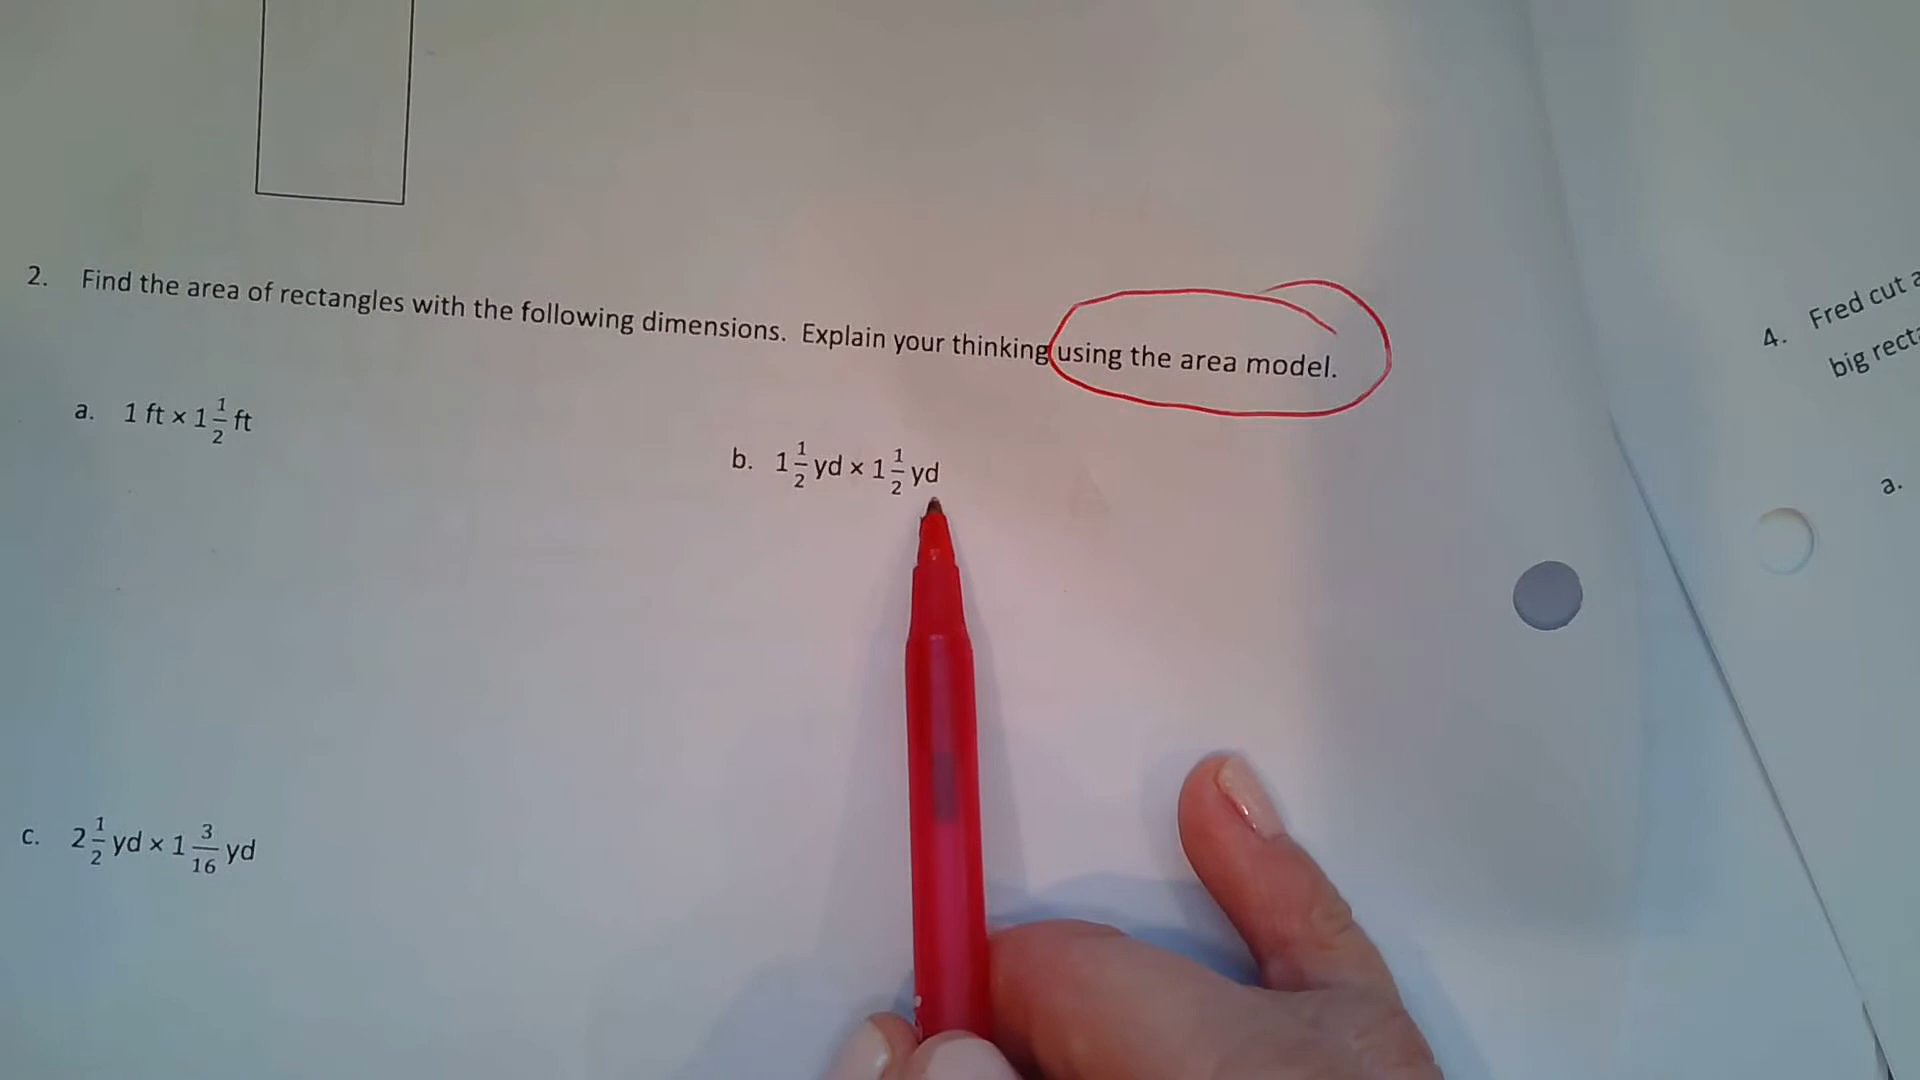 2. Find the area of rectangles with the following dimensions. Explain your thinking using the area model.
a. 1 ft × 1 1/2 ft
b. 1 1/2 yd × 1 1/2 yd
c. 2 1/2 yd × 1 3/16 yd
4. Fred cut a
big
a.